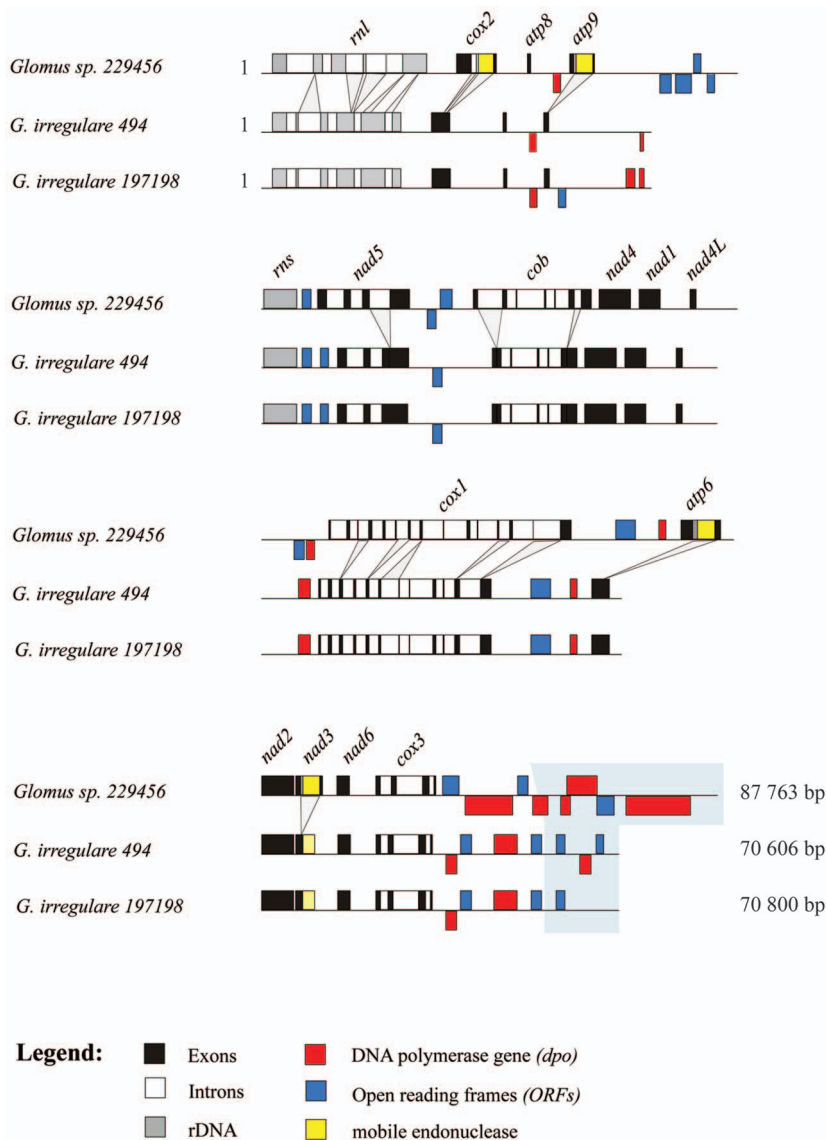 rnl cox2 atp8 atp9
Glomus sp. 229456 1
G. irregulare 494 1
G. irregulare 197198 1
rns nad5 cob nad4 nad1 nad4L
Glomus sp. 229456
G. irregulare 494
G. irregulare 197198
cox1 atp6
Glomus sp. 229456
G. irregulare 494
G. irregulare 197198
nad2 nad3 nad6 cox3
Glomus sp. 229456 87 763 bp
G. irregulare 494 70 606 bp
G. irregulare 197198 70 800 bp
Legend: Exons DNA polymerase gene (dpo)
Introns Open reading frames (ORFs)
rDNA mobile endonuclease